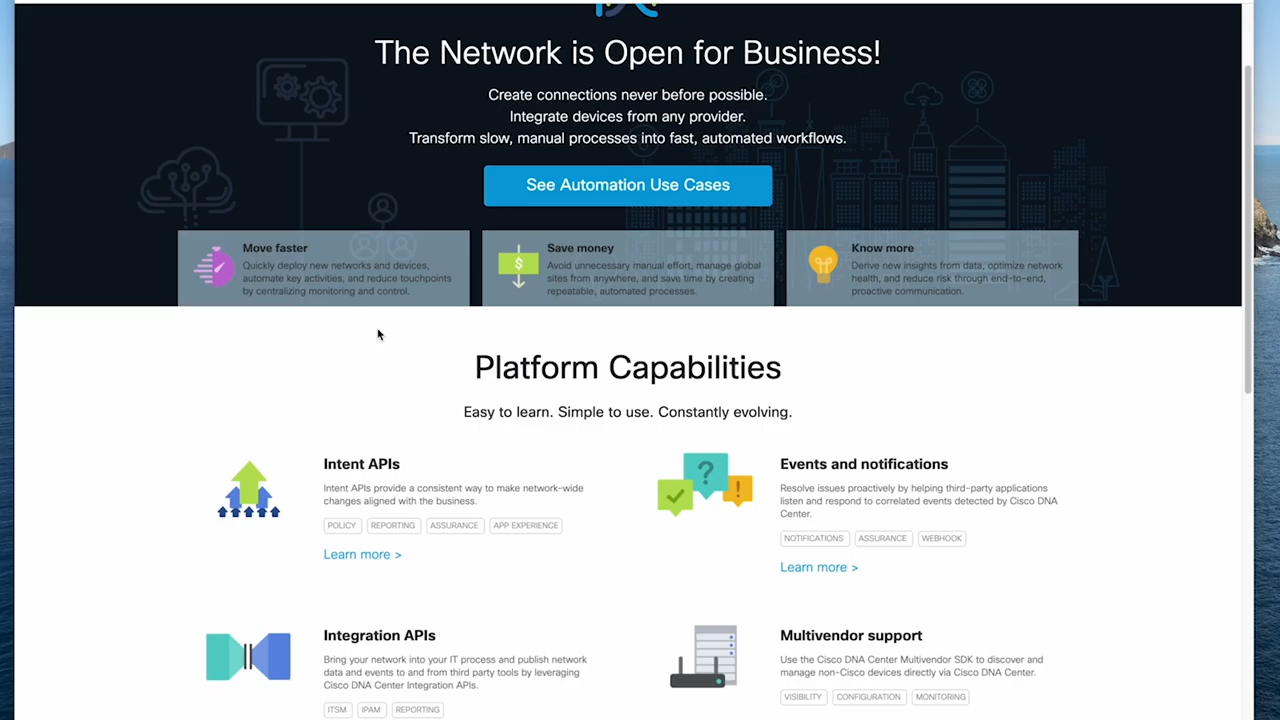 The Network is Open for Business!
Create connections never before possible.
Integrate devices from any provider.
Transform slow, manual processes into fast, automated workflows.
See Automation Use Cases
Move faster
Quickly deploy new networks and devices,
automate key activities, and reduce touchpoints
by centralizing monitoring and control.
$
Save money
Avoid unnecessary manual effort, manage global
sites from anywhere, and save time by creating
repeatable, automated processes.
Know more
Derive new insights from data, optimize network
health, and reduce risk through end-to-end,
proactive communication.
Platform Capabilities
Easy to learn. Simple to use. Constantly evolving.
Intent APIs
Intent APIs provide a consistent way to make network-wide
changes aligned with the business.
POLICY REPORTING ASSURANCE APP EXPERIENCE
Learn more >
? !
Events and notifications
Resolve issues proactively by helping third-party applications
listen and respond to correlated events detected by Cisco DNA
Center.
NOTIFICATIONS ASSURANCE WEBHOOK
Learn more >
Integration APIs
Bring your network into your IT process and publish network
data and events to and from third party tools by leveraging
Cisco DNA Center Integration APIs.
ITSM IPAM REPORTING
Multivendor support
Use the Cisco DNA Center Multivendor SDK to discover and
manage non-Cisco devices directly via Cisco DNA Center.
VISIBILITY CONFIGURATION MONITORING